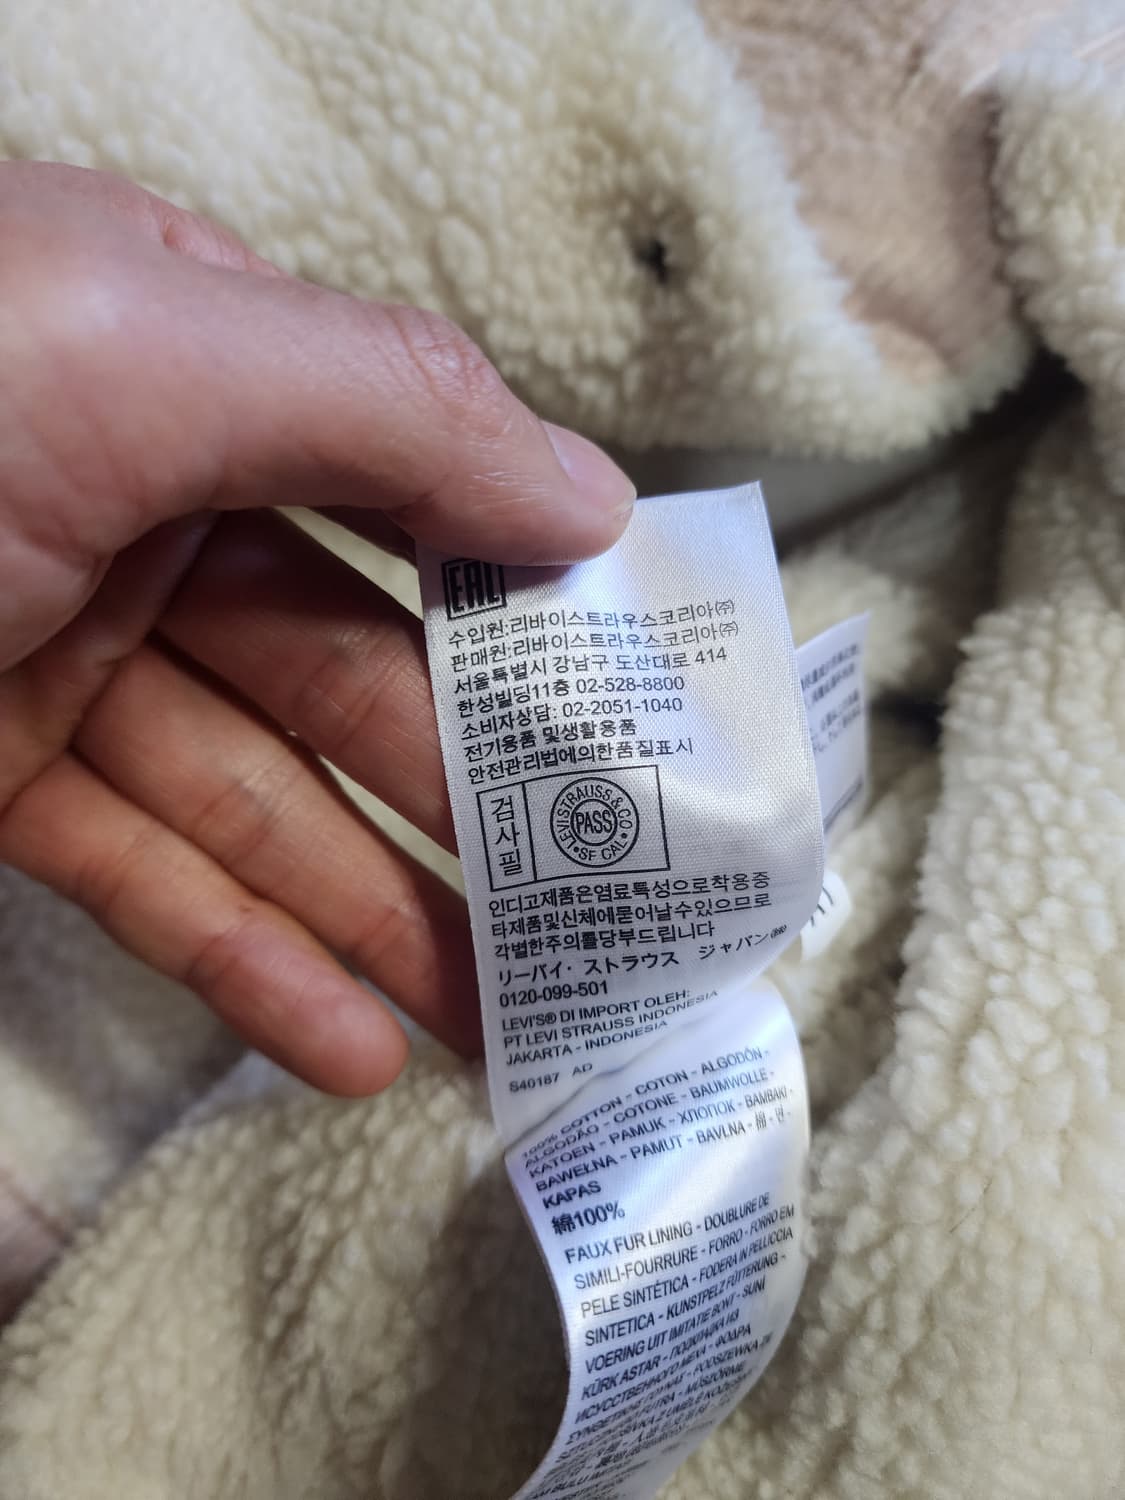 EAC
수입원:리바이스트라우스코리아㈜
판매원:리바이스트라우스코리아㈜
서울특별시 강남구 도산대로 414
한성빌딩11층 02-528-8800
소비자상담: 02-2051-1040
전기용품 및생활용품
안전관리법에의한품질표시
검사필
LEVI STRAUSS & CO
PASS
SF CAL
인디고제품은염료특성으로착용중
타제품및신체에묻어날수있으므로
각별한주의를당부드립니다
リーバイ・ストラウス ジャパン㈱
0120-099-501
LEVI'S® DI IMPORT OLEH:
PT LEVI STRAUSS INDONESIA
JAKARTA - INDONESIA
S40187 AD
100% COTTON - COTON - ALGODÓN -
ALGODÃO - COTONE - BAUMWOLLE -
KATOEN - PAMUK - ХЛОПОК - BAMBAKI -
BAWEŁNA - PAMUT - BAVLNA - 棉 - 면 -
KAPAS
綿100%
FAUX FUR LINING - DOUBLURE DE
SIMILI-FOURRURE - FORRO - FORRO EM
PELE SINTÉTICA - FODERA IN PELLICCIA
SINTETICA - KUNSTPELZ FÜTTERUNG -
VOERING UIT IMITATIE BONT - SUNİ
KÜRK ASTAR - ПОДКЛАДКА ИЗ
ИСКУССТВЕННОГО МЕХА - ΦΟΔΡΑ